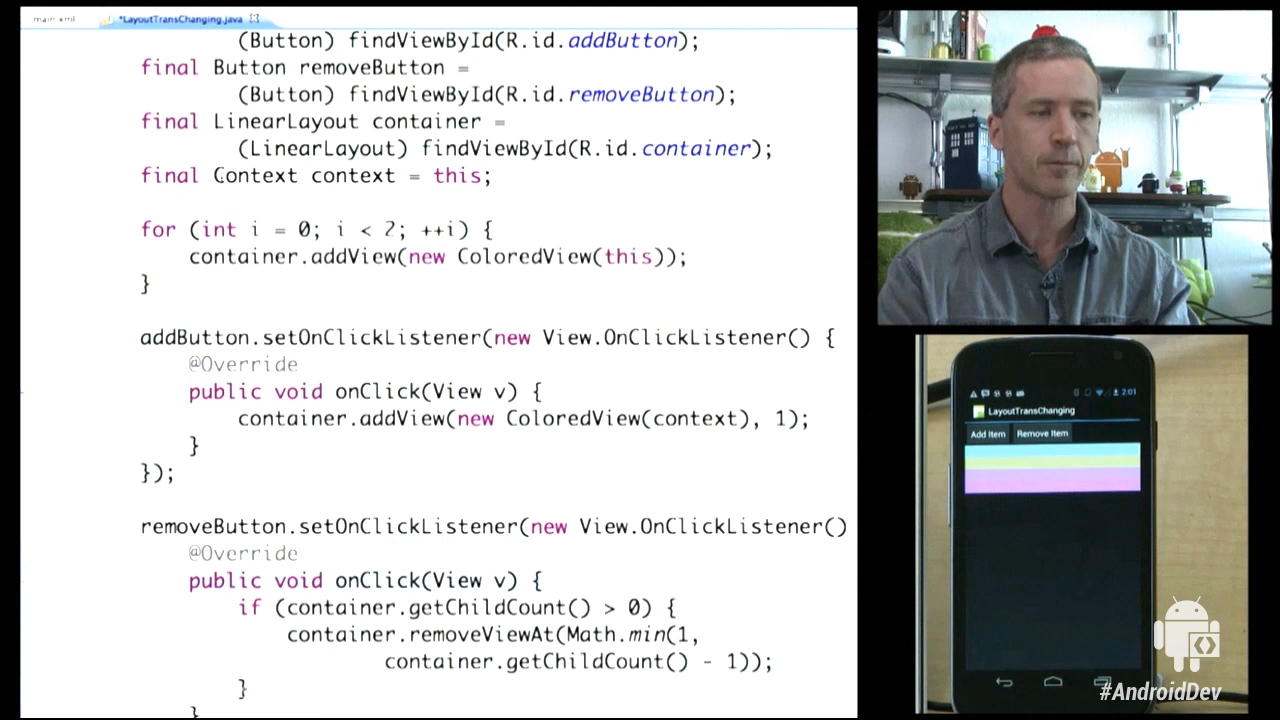 main.xml
*LayoutTransChanging.java
(Button) findViewById(R.id.addButton);
final Button removeButton =
(Button) findViewById(R.id.removeButton);
final LinearLayout container =
(LinearLayout) findViewById(R.id.container);
final Context context = this;
for (int i = 0; i < 2; ++i) {
container.addView(new ColoredView(this));
}
addButton.setOnClickListener(new View.OnClickListener() {
@Override
public void onClick(View v) {
container.addView(new ColoredView(context), 1);
}
});
removeButton.setOnClickListener(new View.OnClickListener()
@Override
public void onClick(View v) {
if (container.getChildCount() > 0) {
container.removeViewAt(Math.min(1,
container.getChildCount() - 1));
}
}
2:01
LayoutTransChanging
Add Item
Remove Item
#AndroidDev